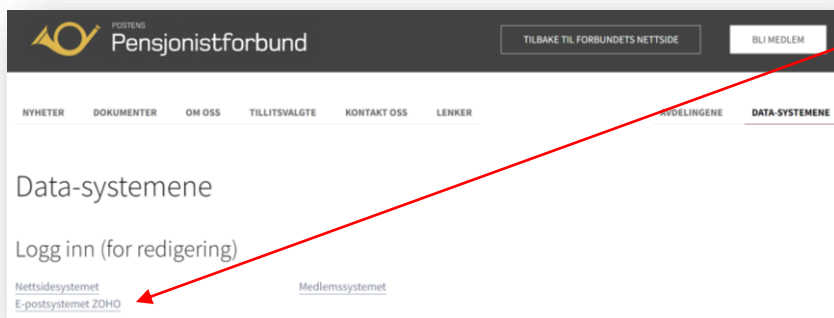 POSTENS
Pensjonistforbund
TILBAKE TIL FORBUNDETS NETTSIDE BLI MEDLEM
NYHETER DOKUMENTER OM OSS TILLITSVALGTE KONTAKT OSS LENKER AVDELINGENE DATA-SYSTEMENE
Data-systemene
Logg inn (for redigering)
Nettsidesystemet Medlemssystemet
E-postsystemet ZOHO